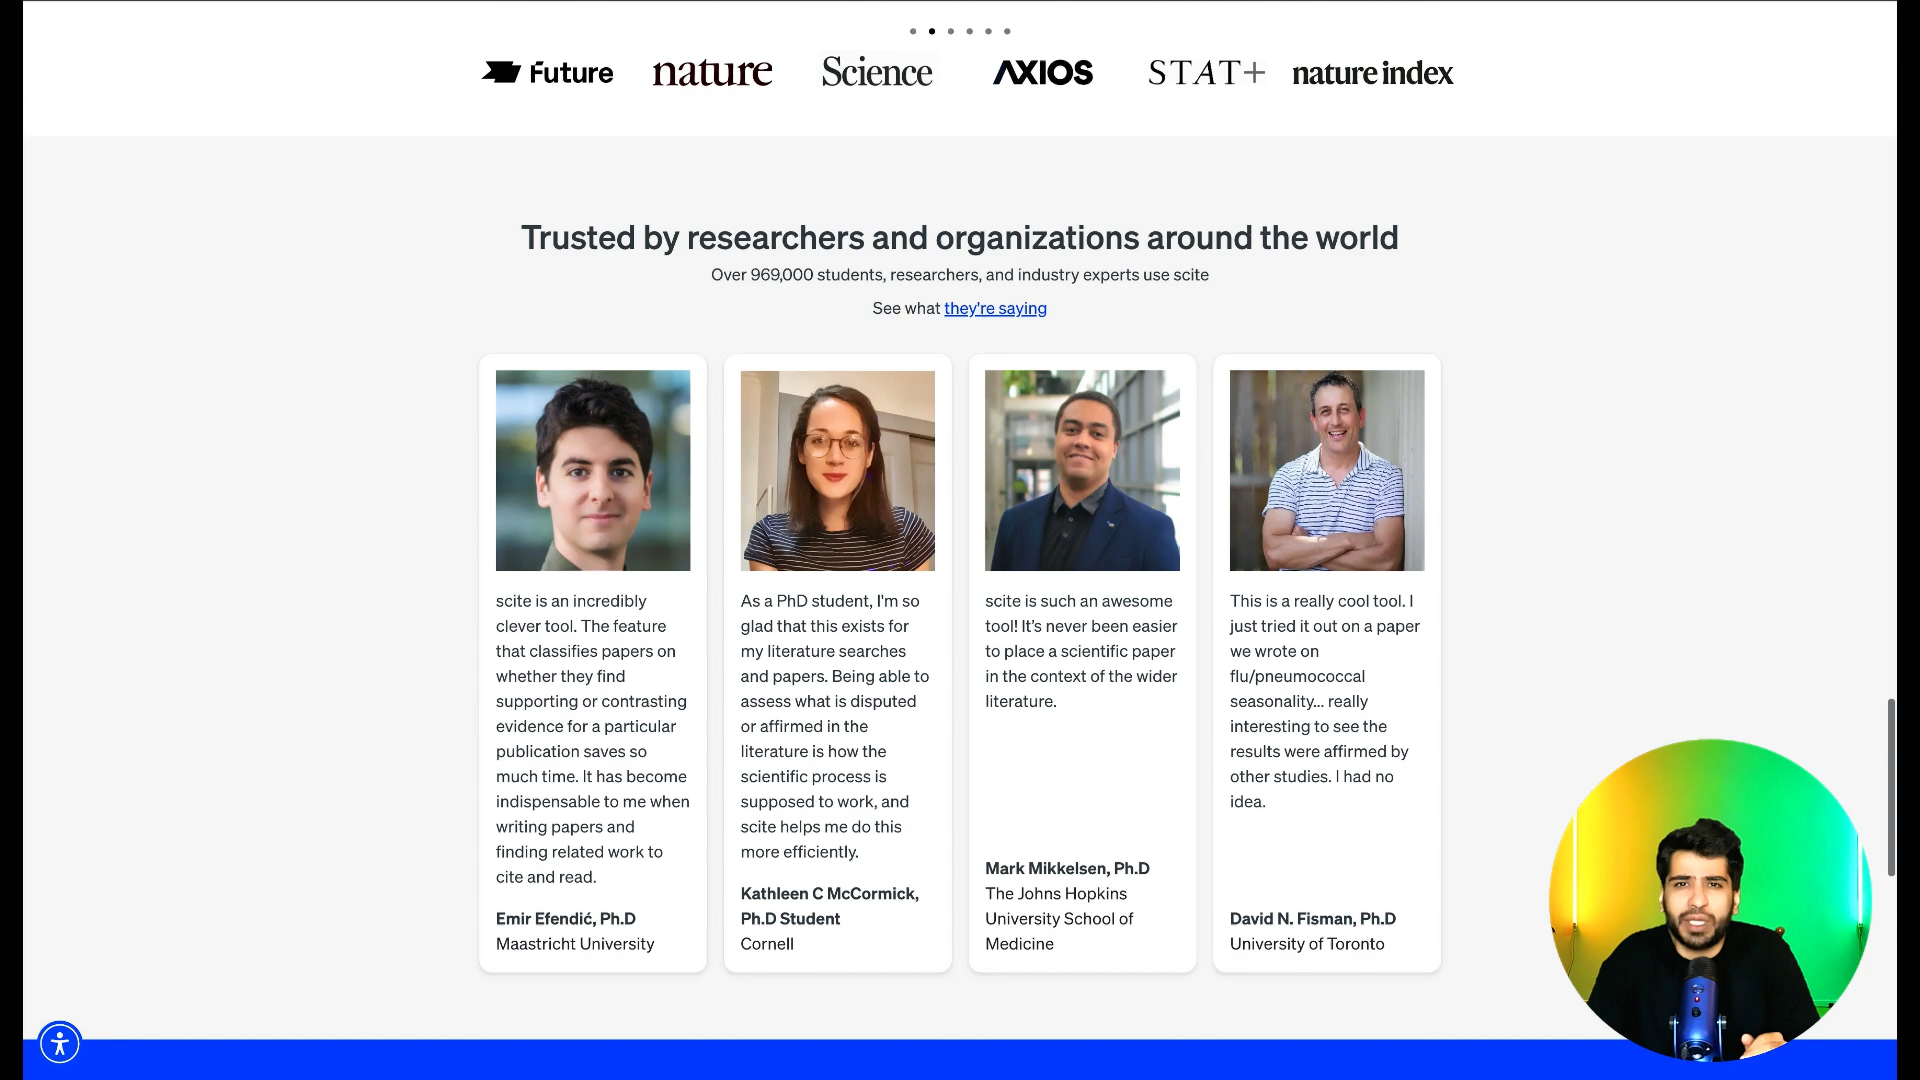 Future
nature
Science
AXIOS
STAT+
nature index
Trusted by researchers and organizations around the world
Over 969,000 students, researchers, and industry experts use scite
See what they're saying
scite is an incredibly
clever tool. The feature
that classifies papers on
whether they find
supporting or contrasting
evidence for a particular
publication saves so
much time. It has become
indispensable to me when
writing papers and
finding related work to
cite and read.
Emir Efendić, Ph.D
Maastricht University
As a PhD student, I'm so
glad that this exists for
my literature searches
and papers. Being able to
assess what is disputed
or affirmed in the
literature is how the
scientific process is
supposed to work, and
scite helps me do this
more efficiently.
Kathleen C McCormick,
Ph.D Student
Cornell
scite is such an awesome
tool! It’s never been easier
to place a scientific paper
in the context of the wider
literature.
Mark Mikkelsen, Ph.D
The Johns Hopkins
University School of
Medicine
This is a really cool tool. I
just tried it out on a paper
we wrote on
flu/pneumococcal
seasonality... really
interesting to see the
results were affirmed by
other studies. I had no
idea.
David N. Fisman, Ph.D
University of Toronto